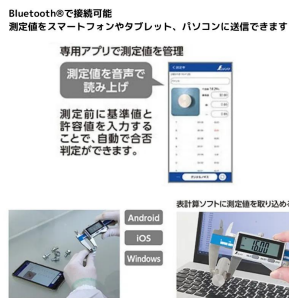 Bluetooth®で接続可能
測定値をスマートフォンやタブレット、パソコンに送信できます
専用アプリで測定値を管理
測定値を音声で
読み上げ
測定前に基準値と
許容値を入力する
ことで、自動で合否
判定ができます。
表計算ソフトに測定値を取り込め
Android
iOS
Windows